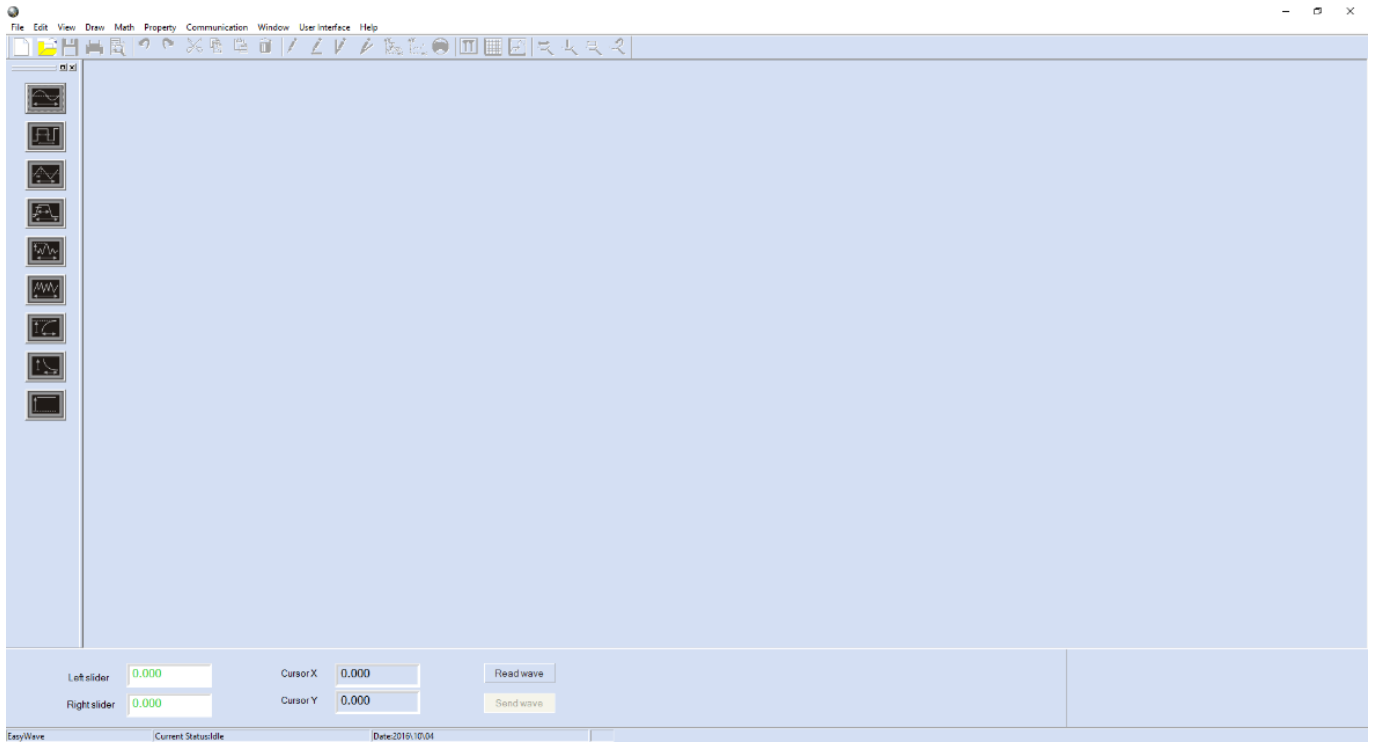 File Edit View Draw Math Property Communication Window User Interface Help
Left slider 0.000 Cursor X 0.000 Read wave
Right slider 0.000 Cursor Y 0.000 Send wave
EasyWave Current Status:Idle Date:2016\10\04